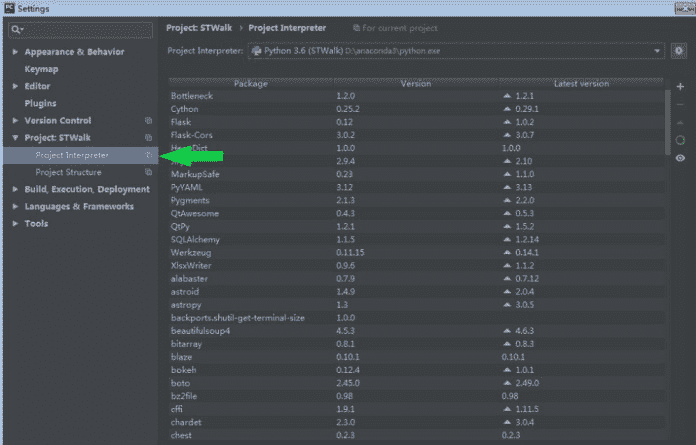 PC Settings
Project: STWalk > Project Interpreter For current project
Project Interpreter: Python 3.6 (STWalk) D:\anaconda3\python.exe
Appearance & Behavior
Keymap
Editor
Plugins
Version Control
Project: STWalk
Project Interpreter
Project Structure
Build, Execution, Deployment
Languages & Frameworks
Tools
Package Version Latest version
Bottleneck 1.2.0 1.2.1
Cython 0.25.2 0.29.1
Flask 0.12 1.0.2
Flask-Cors 3.0.2 3.0.7
HeapDict 1.0.0 1.0.0
2.9.4 2.10
MarkupSafe 0.23 1.1.0
PyYAML 3.12 3.13
Pygments 2.1.3 2.2.0
QtAwesome 0.4.3 0.5.3
QtPy 1.2.1 1.5.2
SQLAlchemy 1.1.5 1.2.14
Werkzeug 0.11.15 0.14.1
XlsxWriter 0.9.6 1.1.2
alabaster 0.7.9 0.7.12
astroid 1.4.9 2.0.4
astropy 1.3 3.0.5
backports.shutil-get-terminal-size 1.0.0
beautifulsoup4 4.5.3 4.6.3
bitarray 0.8.1 0.8.3
blaze 0.10.1 0.10.1
bokeh 0.12.4 1.0.1
boto 2.45.0 2.49.0
bz2file 0.98 0.98
cffi 1.9.1 1.11.5
chardet 2.3.0 3.0.4
chest 0.2.3 0.2.3